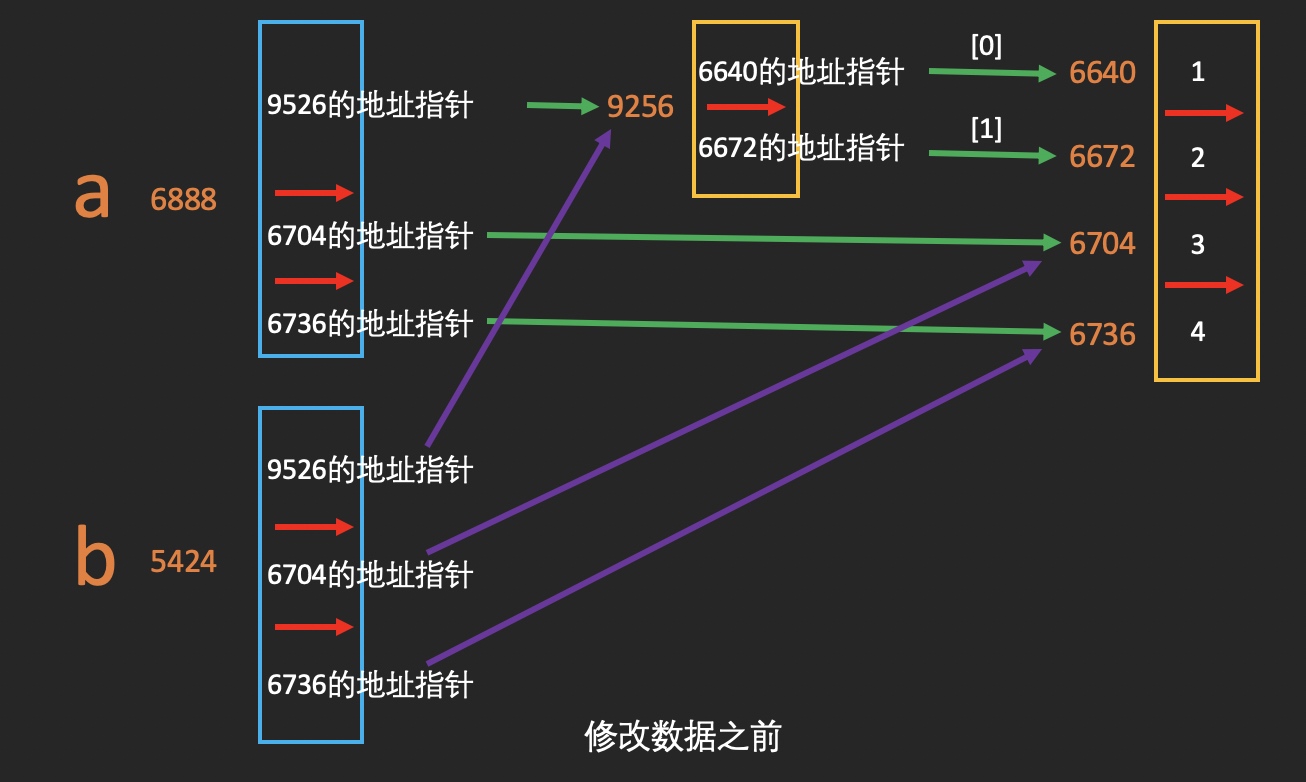 [0]
6640的地址指针
6640
1
9526的地址指针
9256
[1]
6672的地址指针
6672
2
a
6888
6704的地址指针
6704
3
6736的地址指针
6736
4
9526的地址指针
b
5424
6704的地址指针
6736的地址指针
修改数据之前